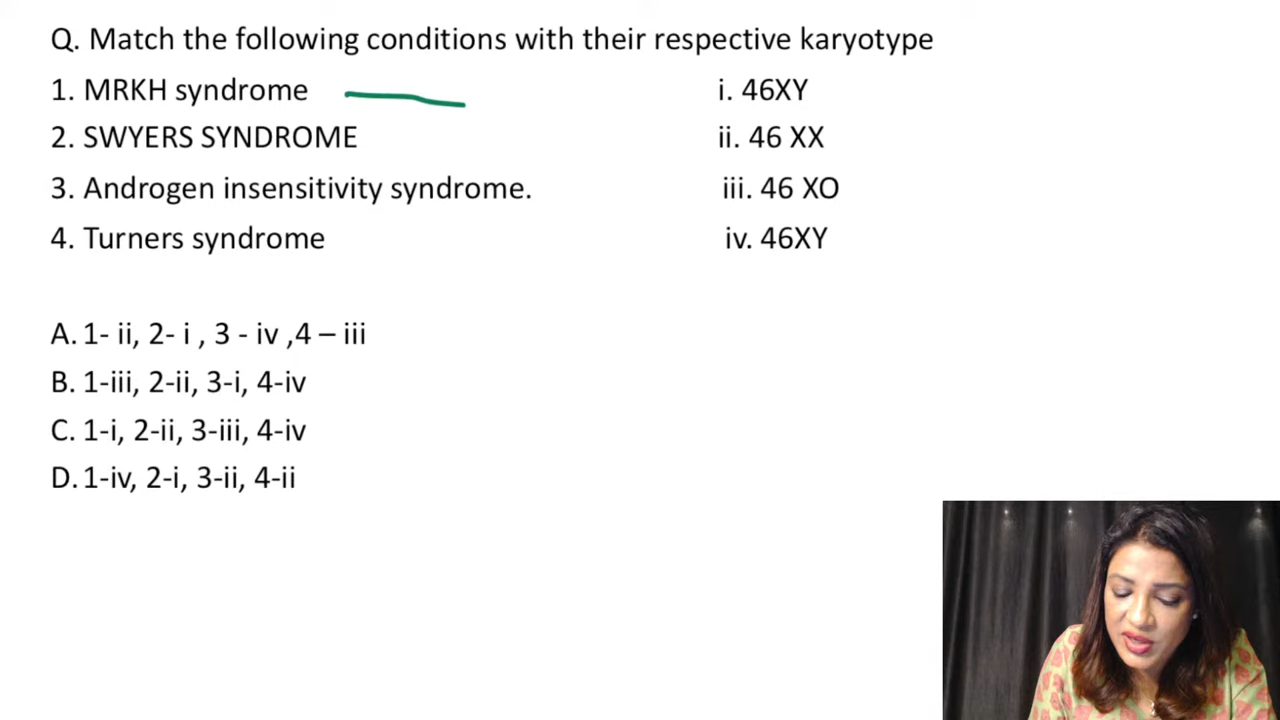 Q. Match the following conditions with their respective karyotype
1. MRKH syndrome i. 46XY
2. SWYERS SYNDROME ii. 46 XX
3. Androgen insensitivity syndrome. iii. 46 XO
4. Turners syndrome iv. 46XY
A. 1- ii, 2- i , 3 - iv ,4 – iii
B. 1-iii, 2-ii, 3-i, 4-iv
C. 1-i, 2-ii, 3-iii, 4-iv
D. 1-iv, 2-i, 3-ii, 4-ii